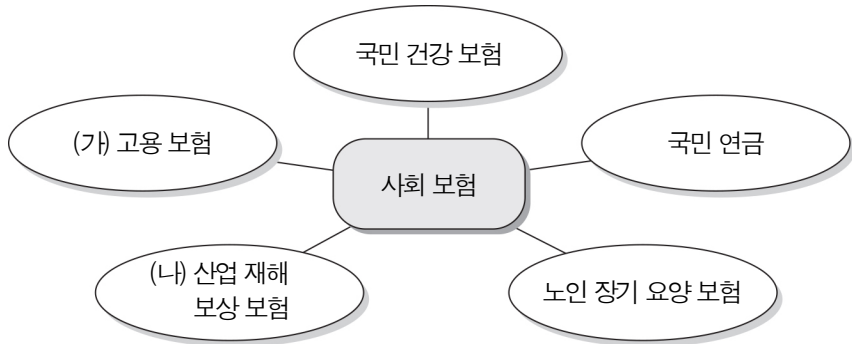 국민 건강 보험
(가) 고용 보험
국민 연금
사회 보험
(나) 산업 재해
보상 보험
노인 장기 요양 보험